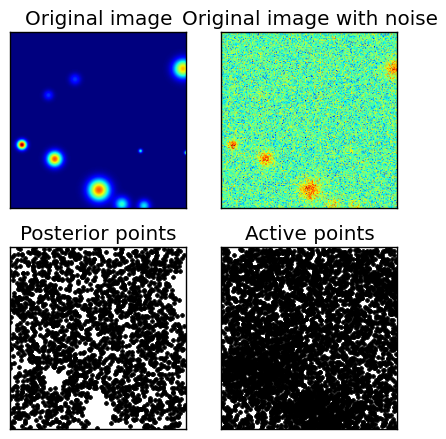 Original image
Original image with noise
Posterior points
Active points